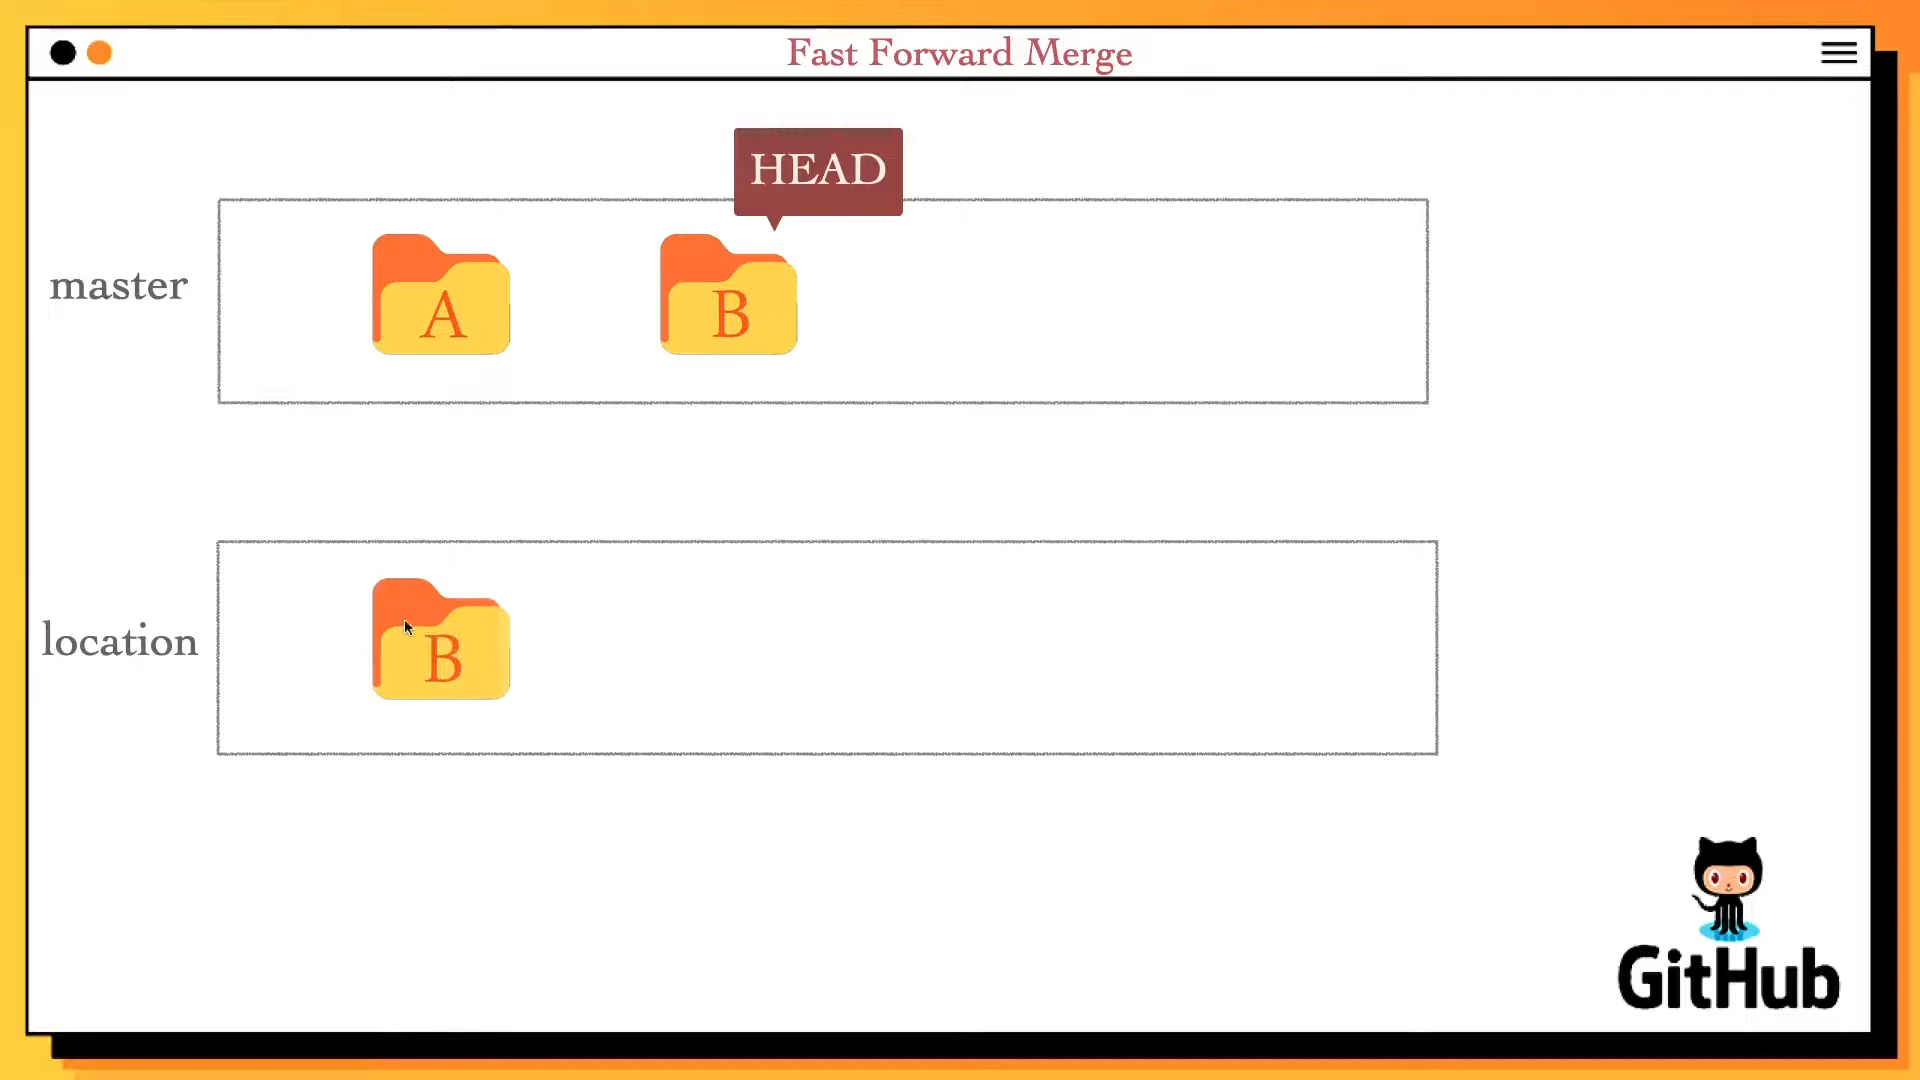 Fast Forward Merge
HEAD
master
A
B
location
B
GitHub